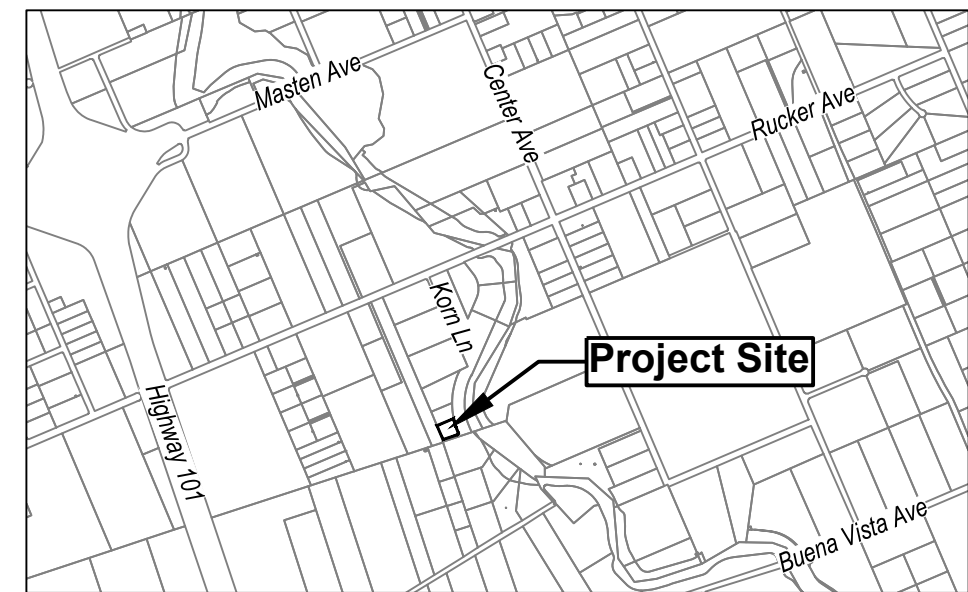 Masten Ave
Center Ave
Rucker Ave
Korn Ln
Project Site
Highway 101
Buena Vista Ave